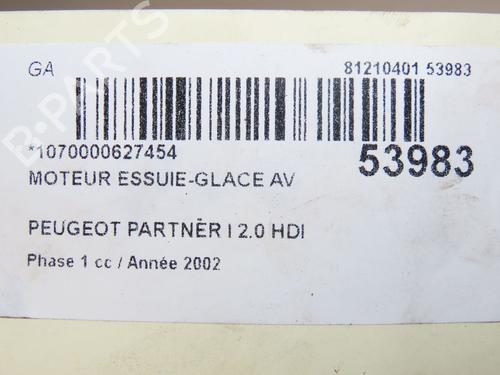 GA
81210401 53983
*1070000627454
53983
MOTEUR ESSUIE-GLACE AV
PEUGEOT PARTNER I 2.0 HDI
Phase 1 cc / Année 2002
B-PARTS